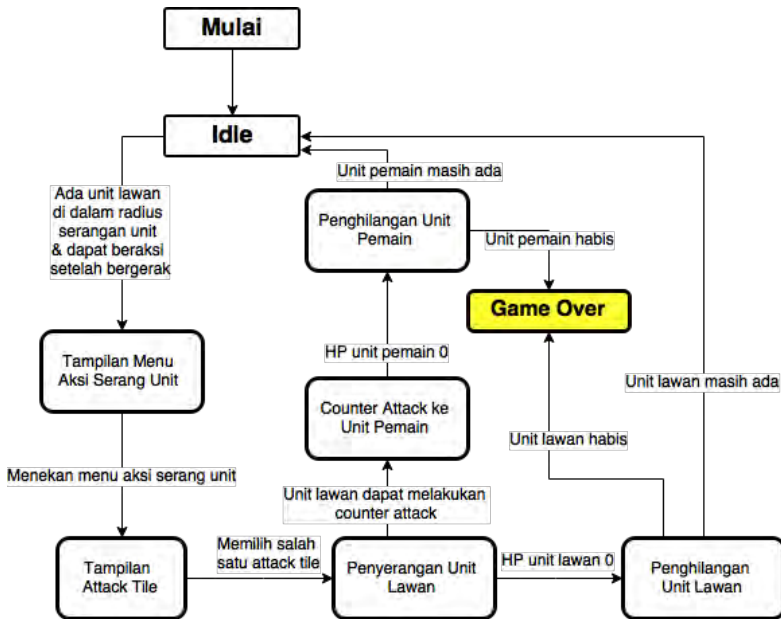 Mulai
Idle
Unit pemain masih ada
Ada unit lawan
di dalam radius
serangan unit
& dapat beraksi
setelah bergerak
Penghilangan Unit
Pemain
Unit pemain habis
Game Over
Tampilan Menu
Aksi Serang Unit
HP unit pemain 0
Unit lawan masih ada
Counter Attack ke
Unit Pemain
Unit lawan habis
Menekan menu aksi serang unit
Unit lawan dapat melakukan
counter attack
Tampilan
Attack Tile
Memilih salah
satu attack tile
Penyerangan Unit
Lawan
HP unit lawan 0
Penghilangan
Unit Lawan